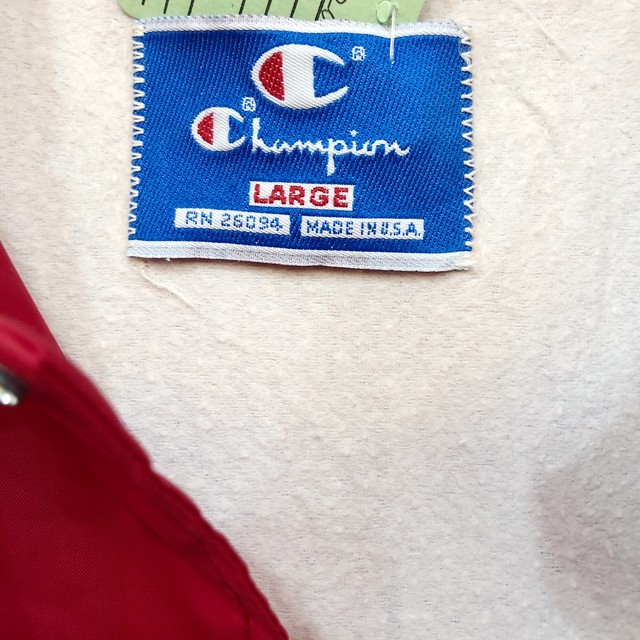 ®
® Champion
LARGE
RN 26094 MADE IN U.S.A.